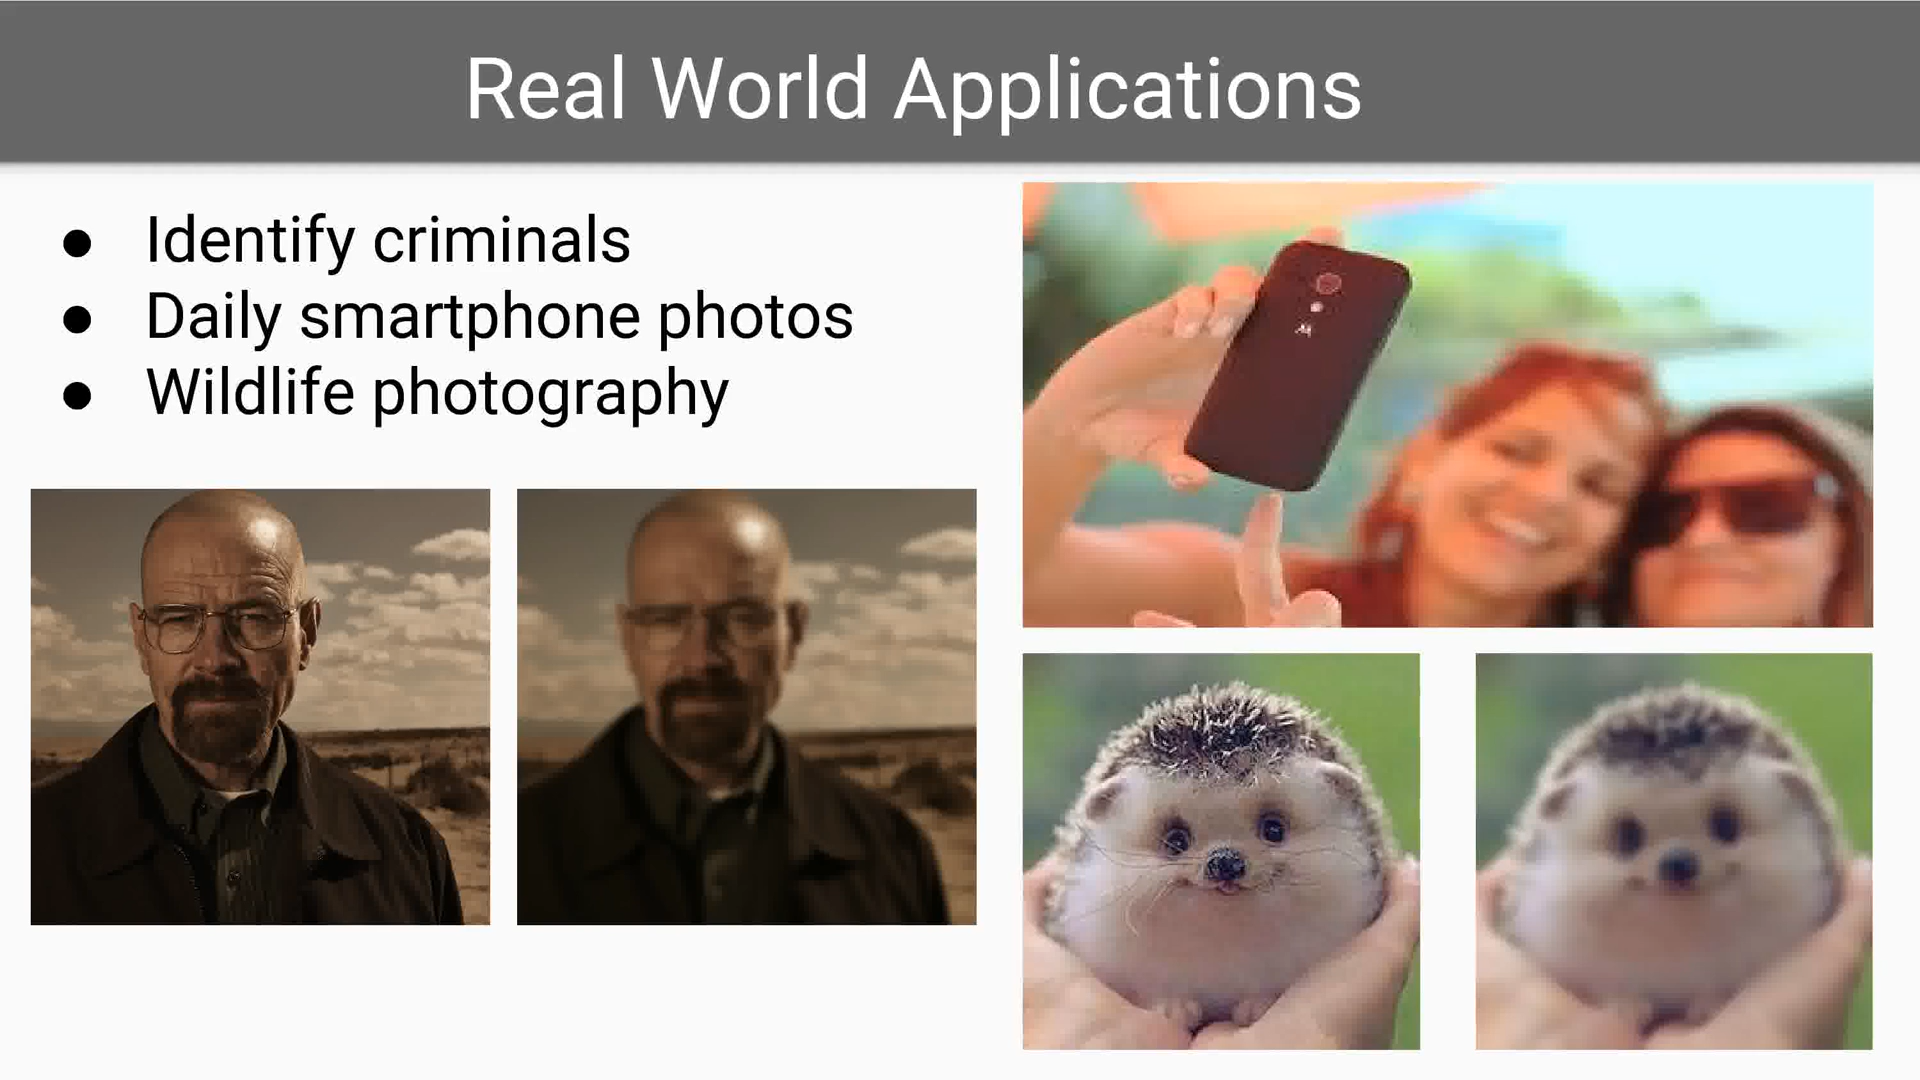 Real World Applications
● Identify criminals
● Daily smartphone photos
● Wildlife photography